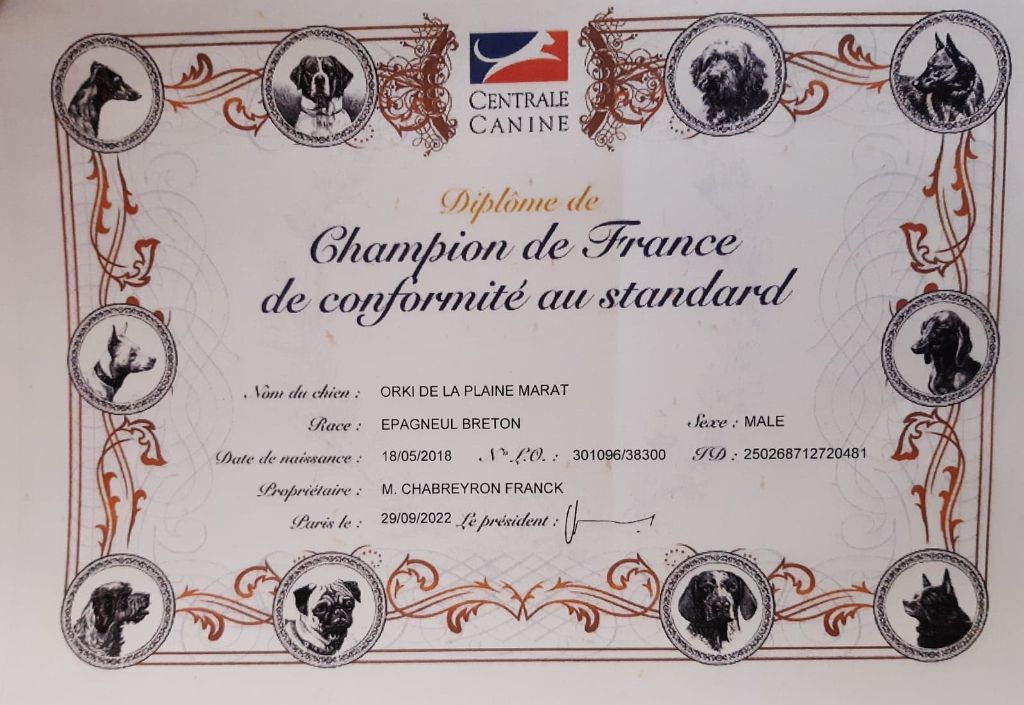 CENTRALE
CANINE
Diplôme de
Champion de France
de conformité au standard
Nom du chien : ORKI DE LA PLAINE MARAT
Race : EPAGNEUL BRETON Sexe : MALE
Date de naissance : 18/05/2018 N° L.O. : 301096/38300 ID : 250268712720481
Propriétaire : M. CHABREYRON FRANCK
Paris le : 29/09/2022 Le président :